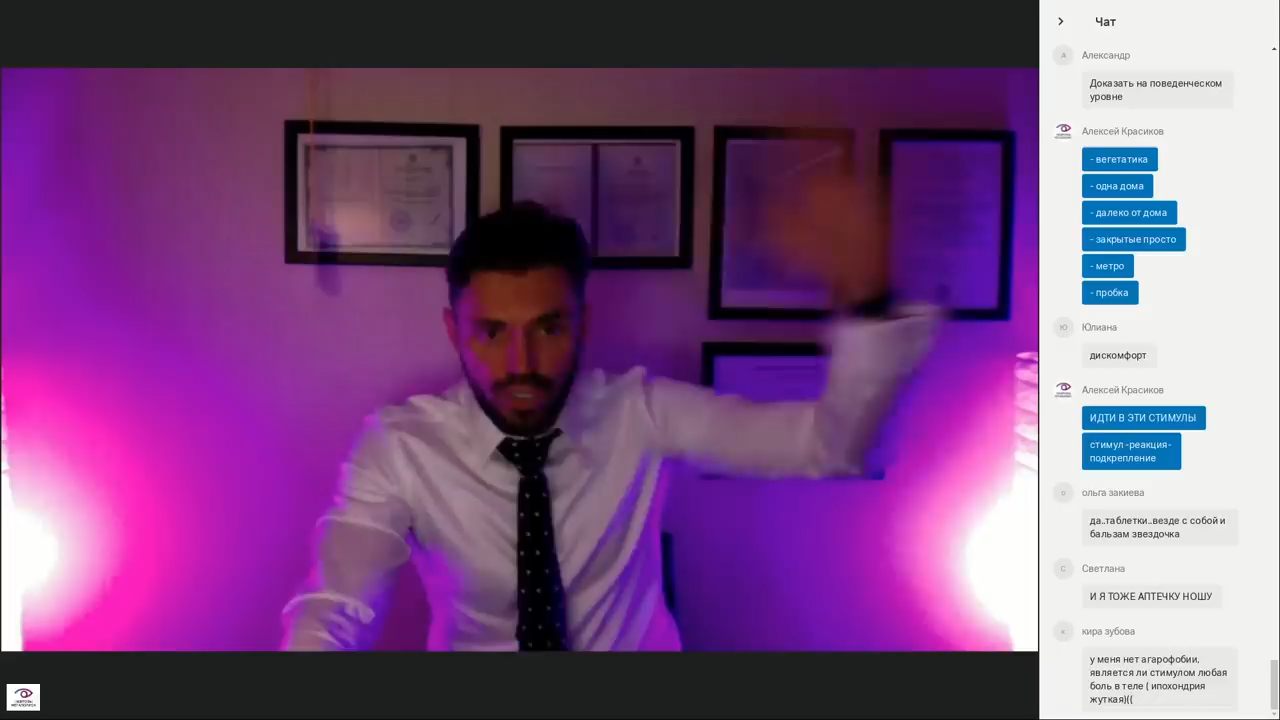 Чат
Александр
Доказать на поведенческом
уровне
Алексей Красиков
- вегетатика
- одна дома
- далеко от дома
- закрытые просто
- метро
- пробка
Юлиана
дискомфорт
Алексей Красиков
ИДТИ В ЭТИ СТИМУЛЫ
стимул -реакция-
подкрепление
ольга закиева
да..таблетки..везде с собой и
бальзам звездочка
Светлана
И Я ТОЖЕ АПТЕЧКУ НОШУ
кира зубова
у меня нет агарофобии,
является ли стимулом любая
боль в теле ( ипохондрия
жуткая)((